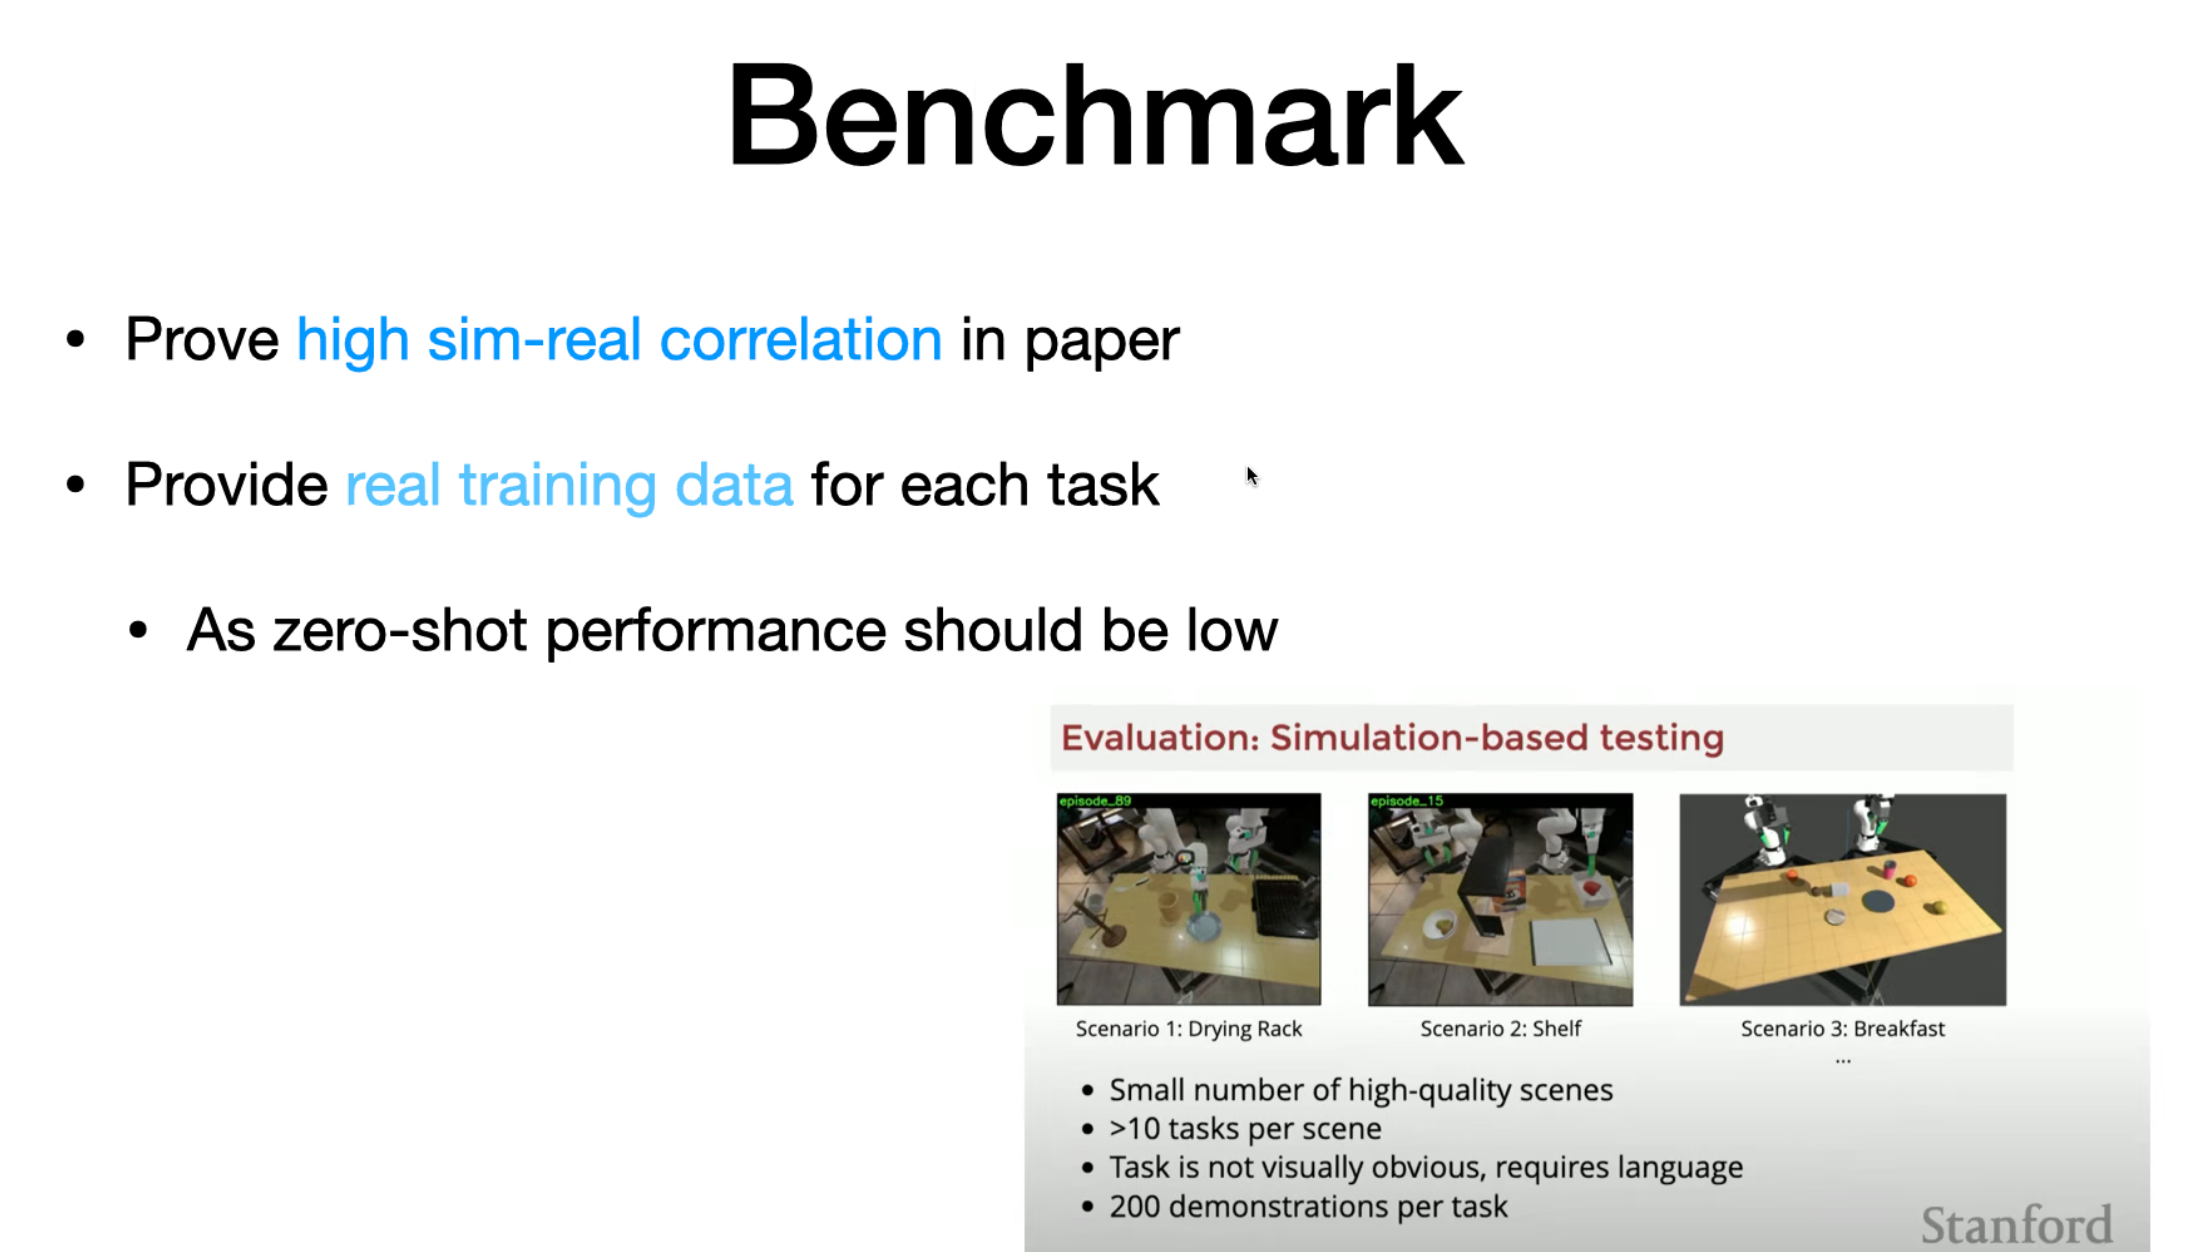 Benchmark
• Prove high sim-real correlation in paper
• Provide real training data for each task
• As zero-shot performance should be low
Evaluation: Simulation-based testing
episode_89
episode_15
Scenario 1: Drying Rack
Scenario 2: Shelf
Scenario 3: Breakfast
...
• Small number of high-quality scenes
• >10 tasks per scene
• Task is not visually obvious, requires language
• 200 demonstrations per task
Stanford